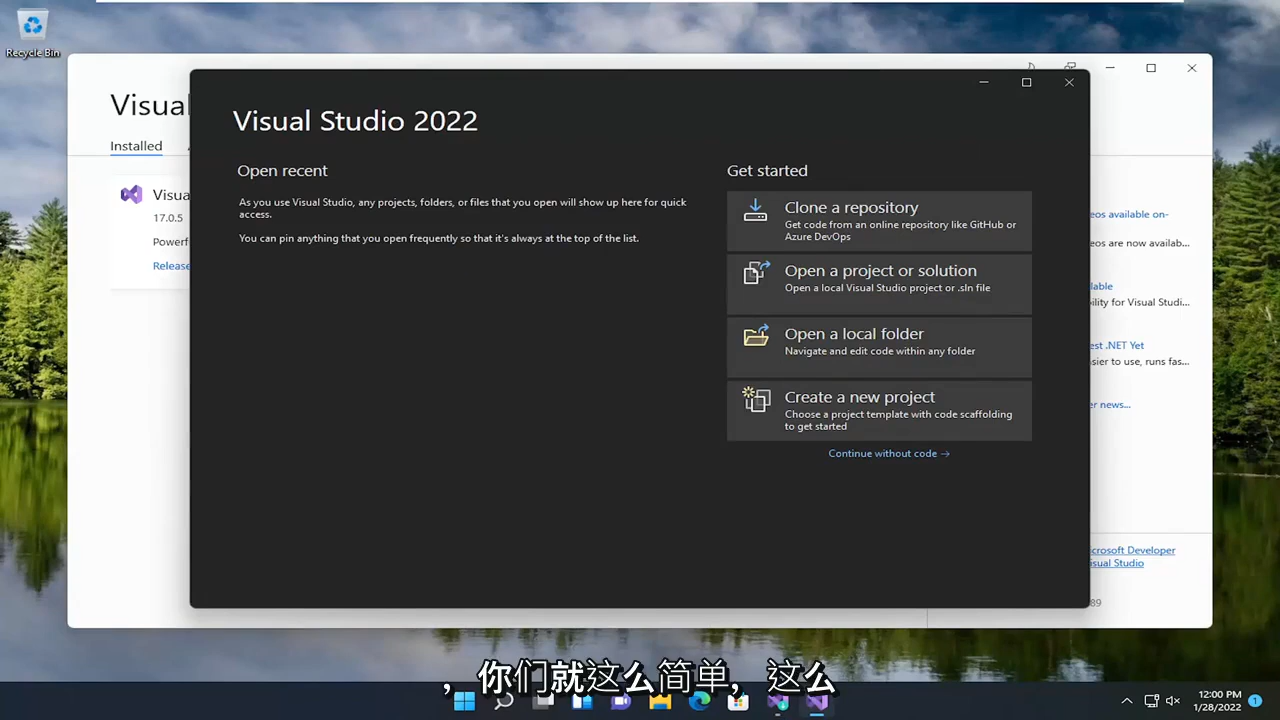 Recycle Bin
Visual
Installed
Visua
17.0.5
Powerf
Release
Visual Studio 2022
Open recent
As you use Visual Studio, any projects, folders, or files that you open will show up here for quick
access.
You can pin anything that you open frequently so that it's always at the top of the list.
Get started
Clone a repository
Get code from an online repository like GitHub or
Azure DevOps
Open a project or solution
Open a local Visual Studio project or .sln file
Open a local folder
Navigate and edit code within any folder
Create a new project
Choose a project template with code scaffolding
to get started
Continue without code →
eos available on-
eos are now availab...
lable
bility for Visual Studi...
est .NET Yet
asier to use, runs fas...
er news...
crosoft Developer
isual Studio
89
，你们就这么简单，这么
12:00 PM
1/28/2022
1